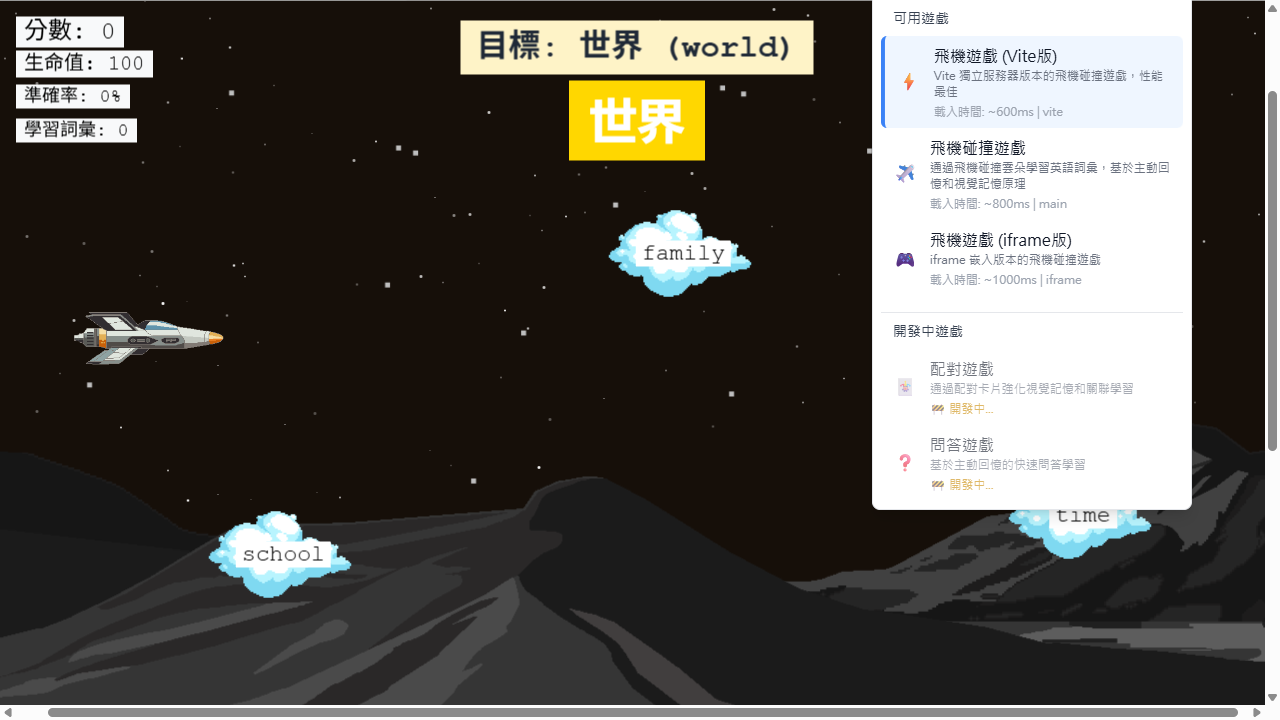 分數: 0
生命值: 100
準確率: 0%
學習詞彙: 0
目標: 世界 (world)
世界
family
school
time
可用遊戲
飛機遊戲 (Vite版)
Vite 獨立服務器版本的飛機碰撞遊戲，性能
最佳
載入時間: ~600ms | vite
飛機碰撞遊戲
通過飛機碰撞雲朵學習英語詞彙，基於主動回
憶和視覺記憶原理
載入時間: ~800ms | main
飛機遊戲 (iframe版)
iframe 嵌入版本的飛機碰撞遊戲
載入時間: ~1000ms | iframe
開發中遊戲
配對遊戲
通過配對卡片強化視覺記憶和關聯學習
🚧 開發中...
問答遊戲
基於主動回憶的快速問答學習
🚧 開發中...